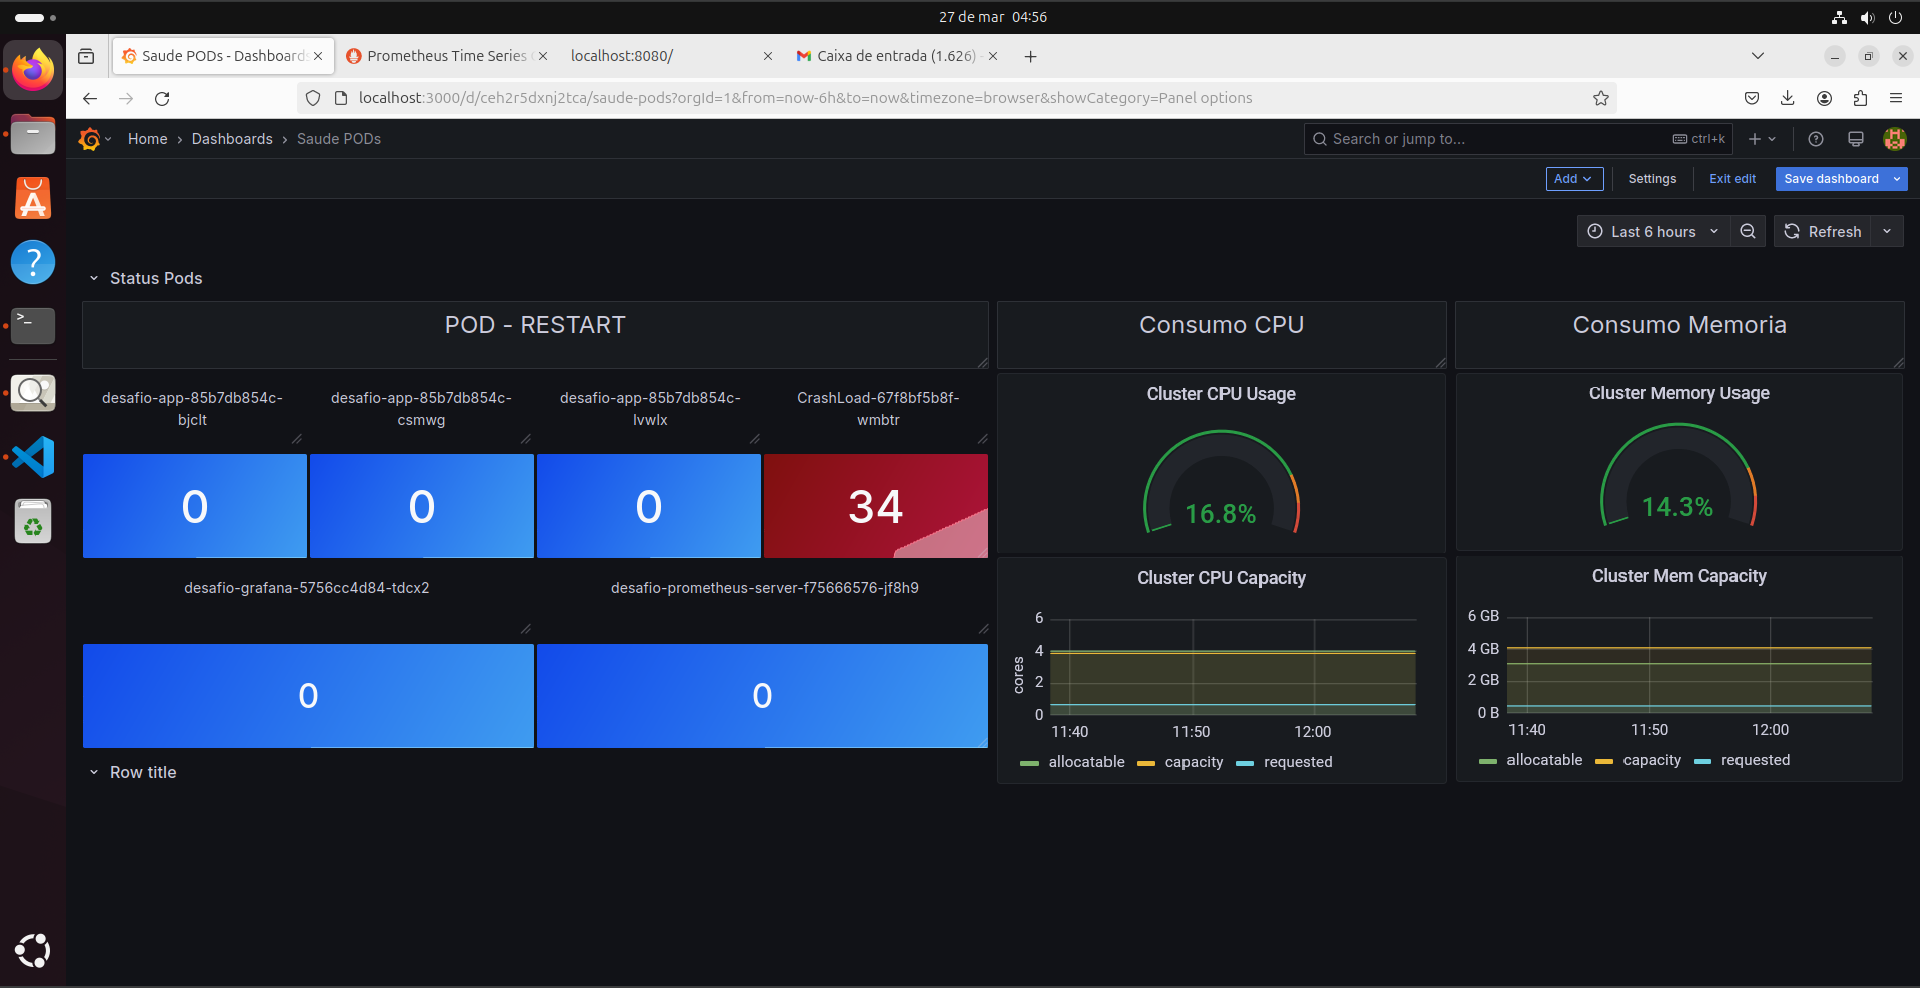 27 de mar 04:56
Saude PODs - Dashboards
Prometheus Time Series
localhost:8080/
Caixa de entrada (1.626) -
localhost:3000/d/ceh2r5dxnj2tca/saude-pods?orgId=1&from=now-6h&to=now&timezone=browser&showCategory=Panel options
Home › Dashboards › Saude PODs
Search or jump to...
ctrl+k
Add
Settings
Exit edit
Save dashboard
Last 6 hours
Refresh
Status Pods
POD - RESTART
Consumo CPU
Consumo Memoria
desafio-app-85b7db854c-
bjclt
desafio-app-85b7db854c-
csmwg
desafio-app-85b7db854c-
lvwlx
CrashLoad-67f8bf5b8f-
wmbtr
0
0
0
34
desafio-grafana-5756cc4d84-tdcx2
desafio-prometheus-server-f75666576-jf8h9
0
0
Row title
Cluster CPU Usage
16.8%
Cluster Memory Usage
14.3%
Cluster CPU Capacity
cores
6
4
2
0
11:40
11:50
12:00
allocatable
capacity
requested
Cluster Mem Capacity
6 GB
4 GB
2 GB
0 B
11:40
11:50
12:00
allocatable
capacity
requested